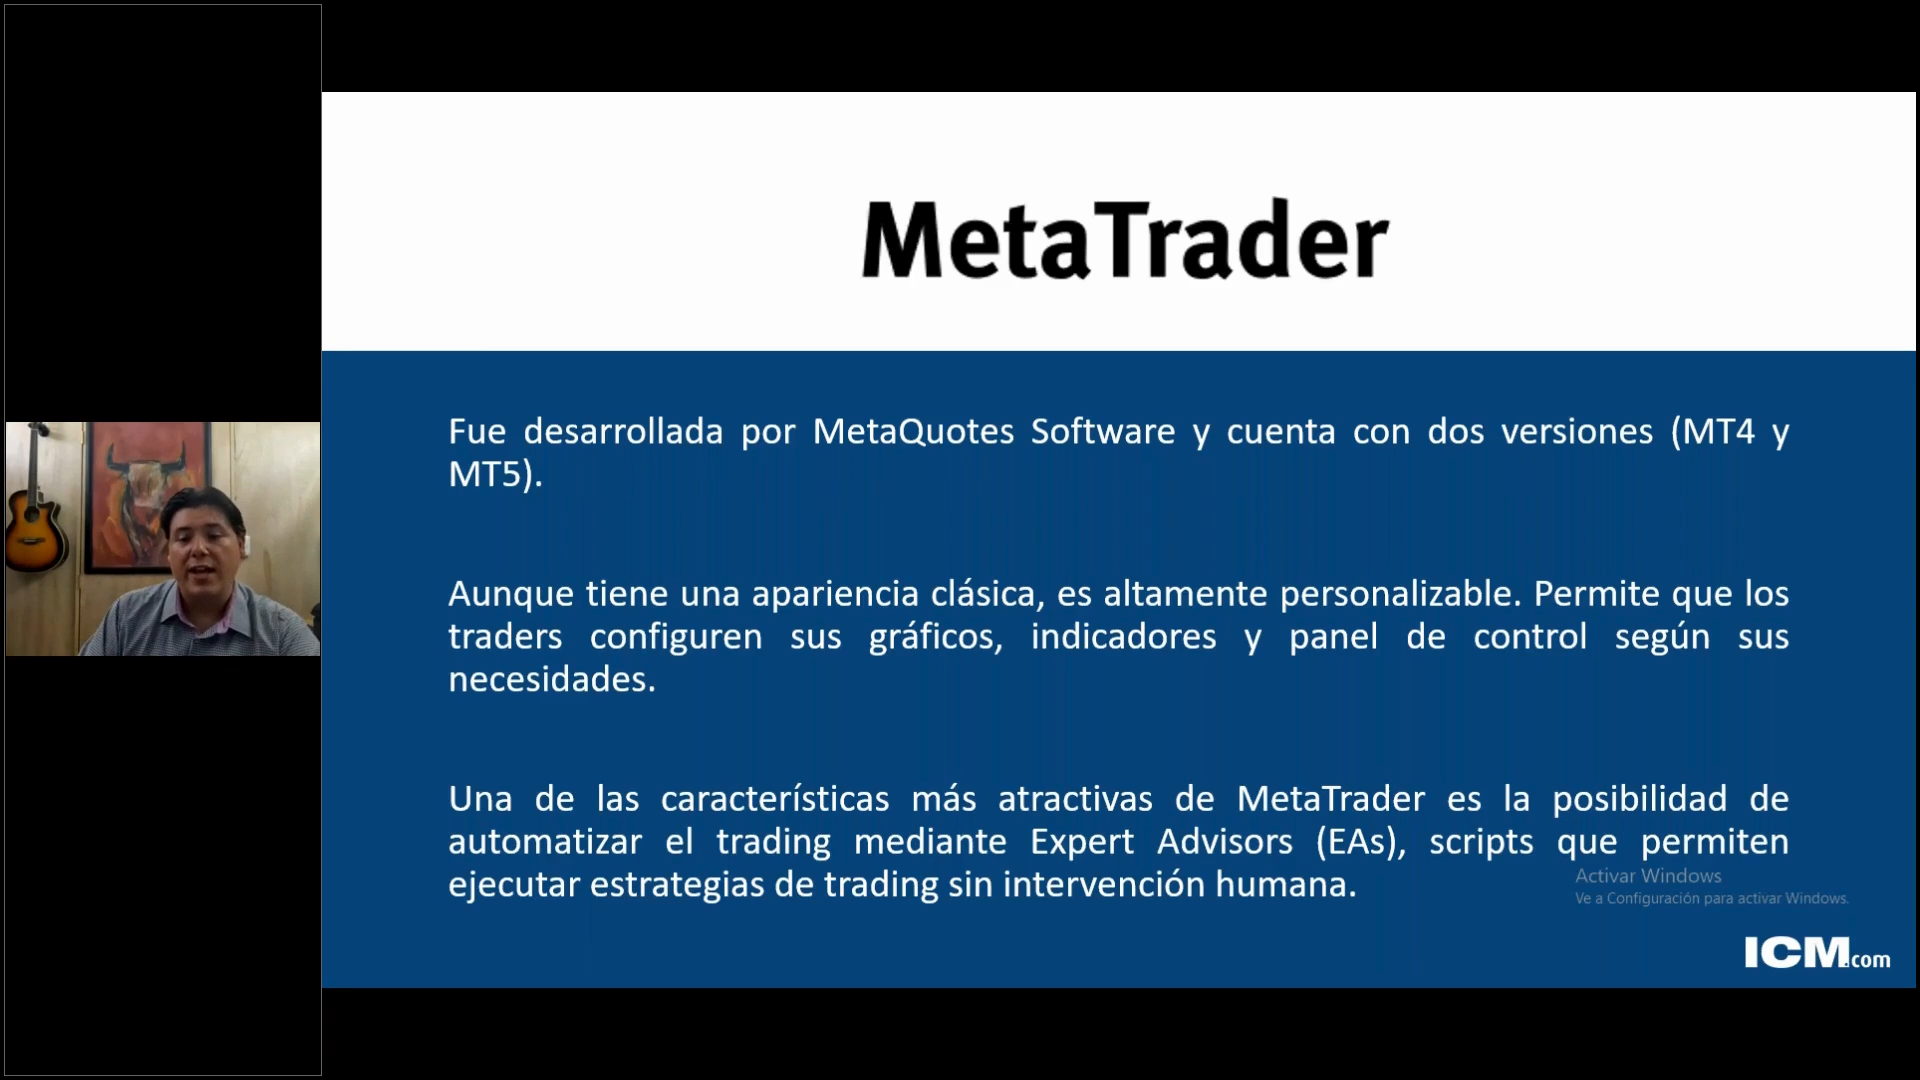 MetaTrader
Fue desarrollada por MetaQuotes Software y cuenta con dos versiones (MT4 y
MT5).
Aunque tiene una apariencia clásica, es altamente personalizable. Permite que los
traders configuren sus gráficos, indicadores y panel de control según sus
necesidades.
Una de las características más atractivas de MetaTrader es la posibilidad de
automatizar el trading mediante Expert Advisors (EAs), scripts que permiten
ejecutar estrategias de trading sin intervención humana.
Activar Windows
Ve a Configuración para activar Windows.
ICM.com